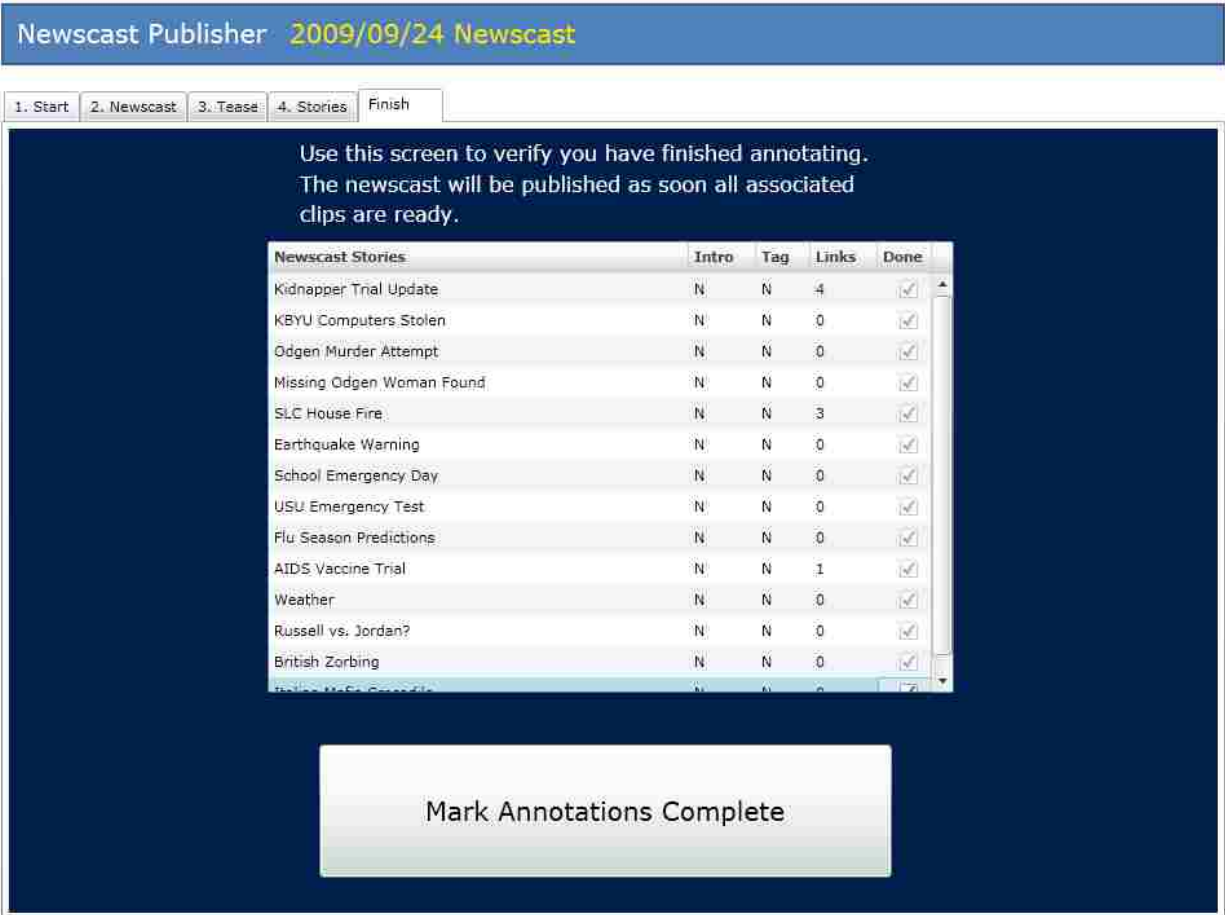 Newscast Publisher 2009/09/24 Newscast
1. Start 2. Newscast 3. Tease 4. Stories Finish
Use this screen to verify you have finished annotating.
The newscast will be published as soon all associated
clips are ready.
Newscast Stories Intro Tag Links Done
Kidnapper Trial Update N N 4
KBYU Computers Stolen N N 0
Odgen Murder Attempt N N 0
Missing Odgen Woman Found N N 0
SLC House Fire N N 3
Earthquake Warning N N 0
School Emergency Day N N 0
USU Emergency Test N N 0
Flu Season Predictions N N 0
AIDS Vaccine Trial N N 1
Weather N N 0
Russell vs. Jordan? N N 0
British Zorbing N N 0
Italian Mafia Crocodile N N 0
Mark Annotations Complete